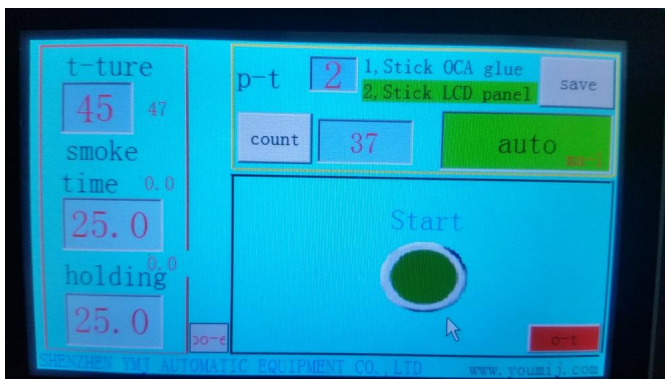 t-ture
45 47
smoke
time 0.0
25.0
holding 0.0
25.0
p-t 2
1,Stick OCA glue
2,Stick LCD panel
save
count 37
auto
Start
o-t
SHENZHEN YMJ AUTOMATIC EQUIPMENT CO.,LTD www.youmij.com